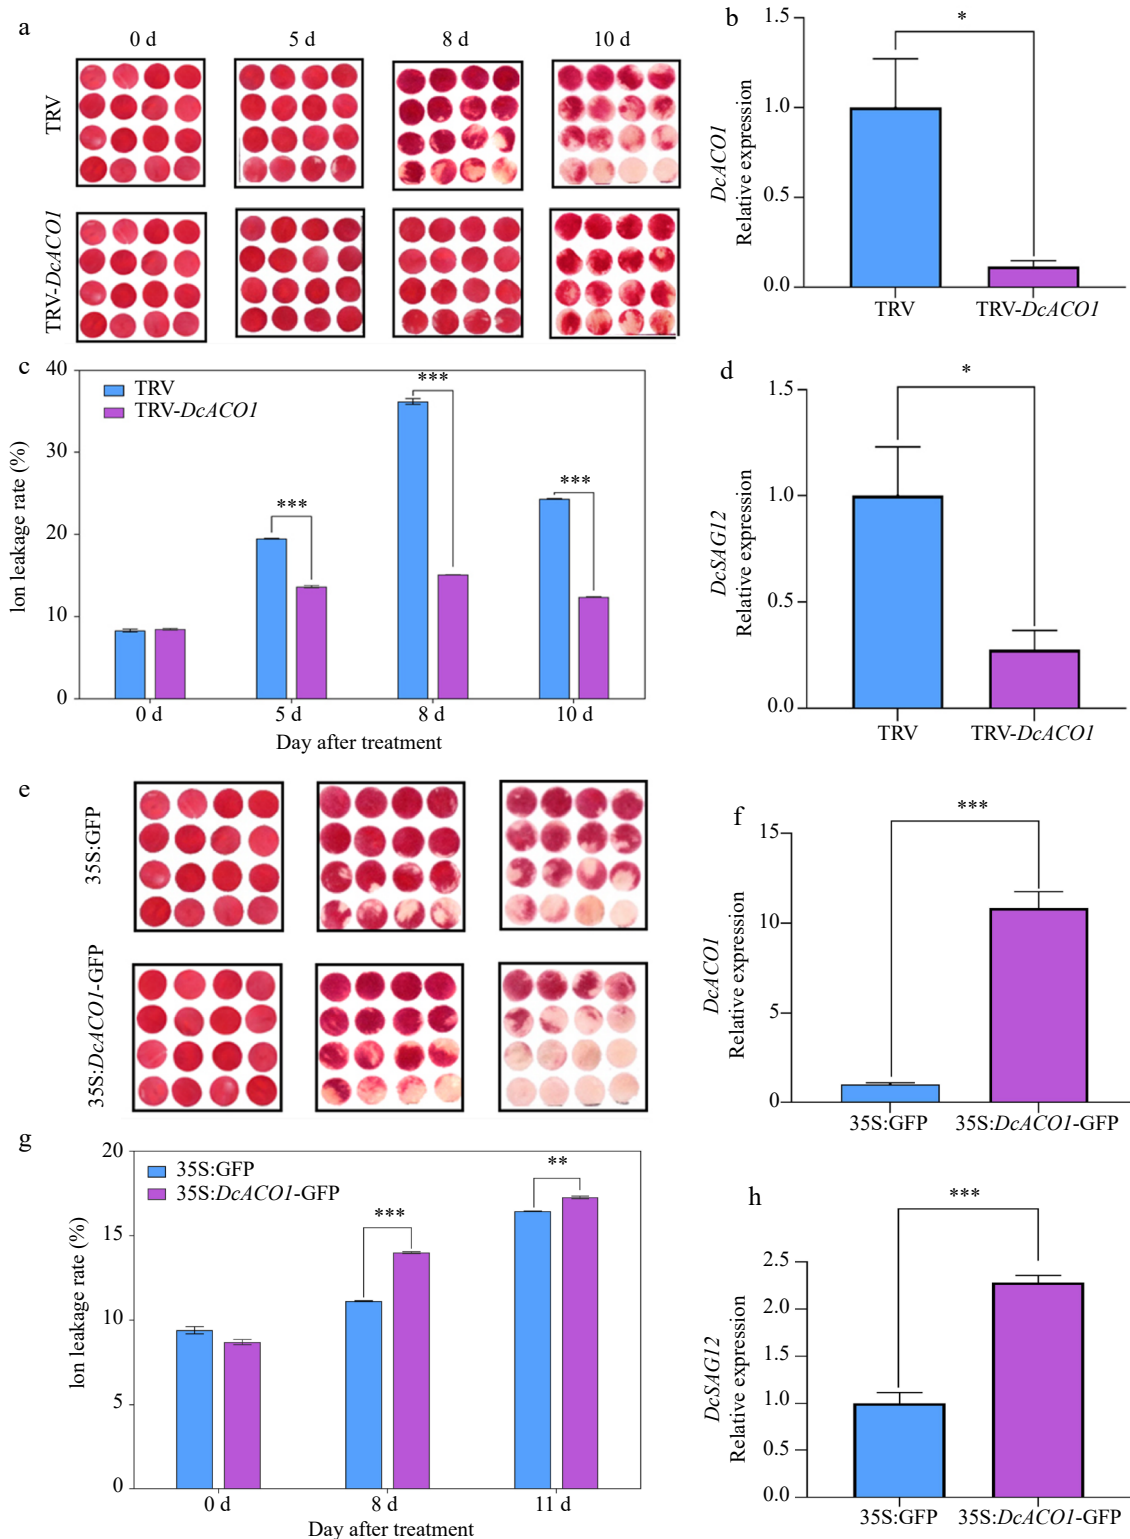 a
0 d
5 d
8 d
10 d
TRV
TRV-DcACO1
b
DcACO1
Relative expression
1.5
1.0
0.5
0.0
*
TRV
TRV-DcACO1
c
Ion leakage rate (%)
40
30
20
10
0
TRV
TRV-DcACO1
***
***
***
0 d
5 d
8 d
10 d
Day after treatment
d
DcSAG12
Relative expression
1.5
1.0
0.5
0.0
*
TRV
TRV-DcACO1
e
35S:GFP
35S:DcACO1-GFP
f
DcACO1
Relative expression
15
10
5
0
***
35S:GFP
35S:DcACO1-GFP
g
Ion leakage rate (%)
20
15
10
5
0
35S:GFP
35S:DcACO1-GFP
***
**
0 d
8 d
11 d
Day after treatment
h
DcSAG12
Relative expression
2.5
2.0
1.5
1.0
0.5
0.0
***
35S:GFP
35S:DcACO1-GFP